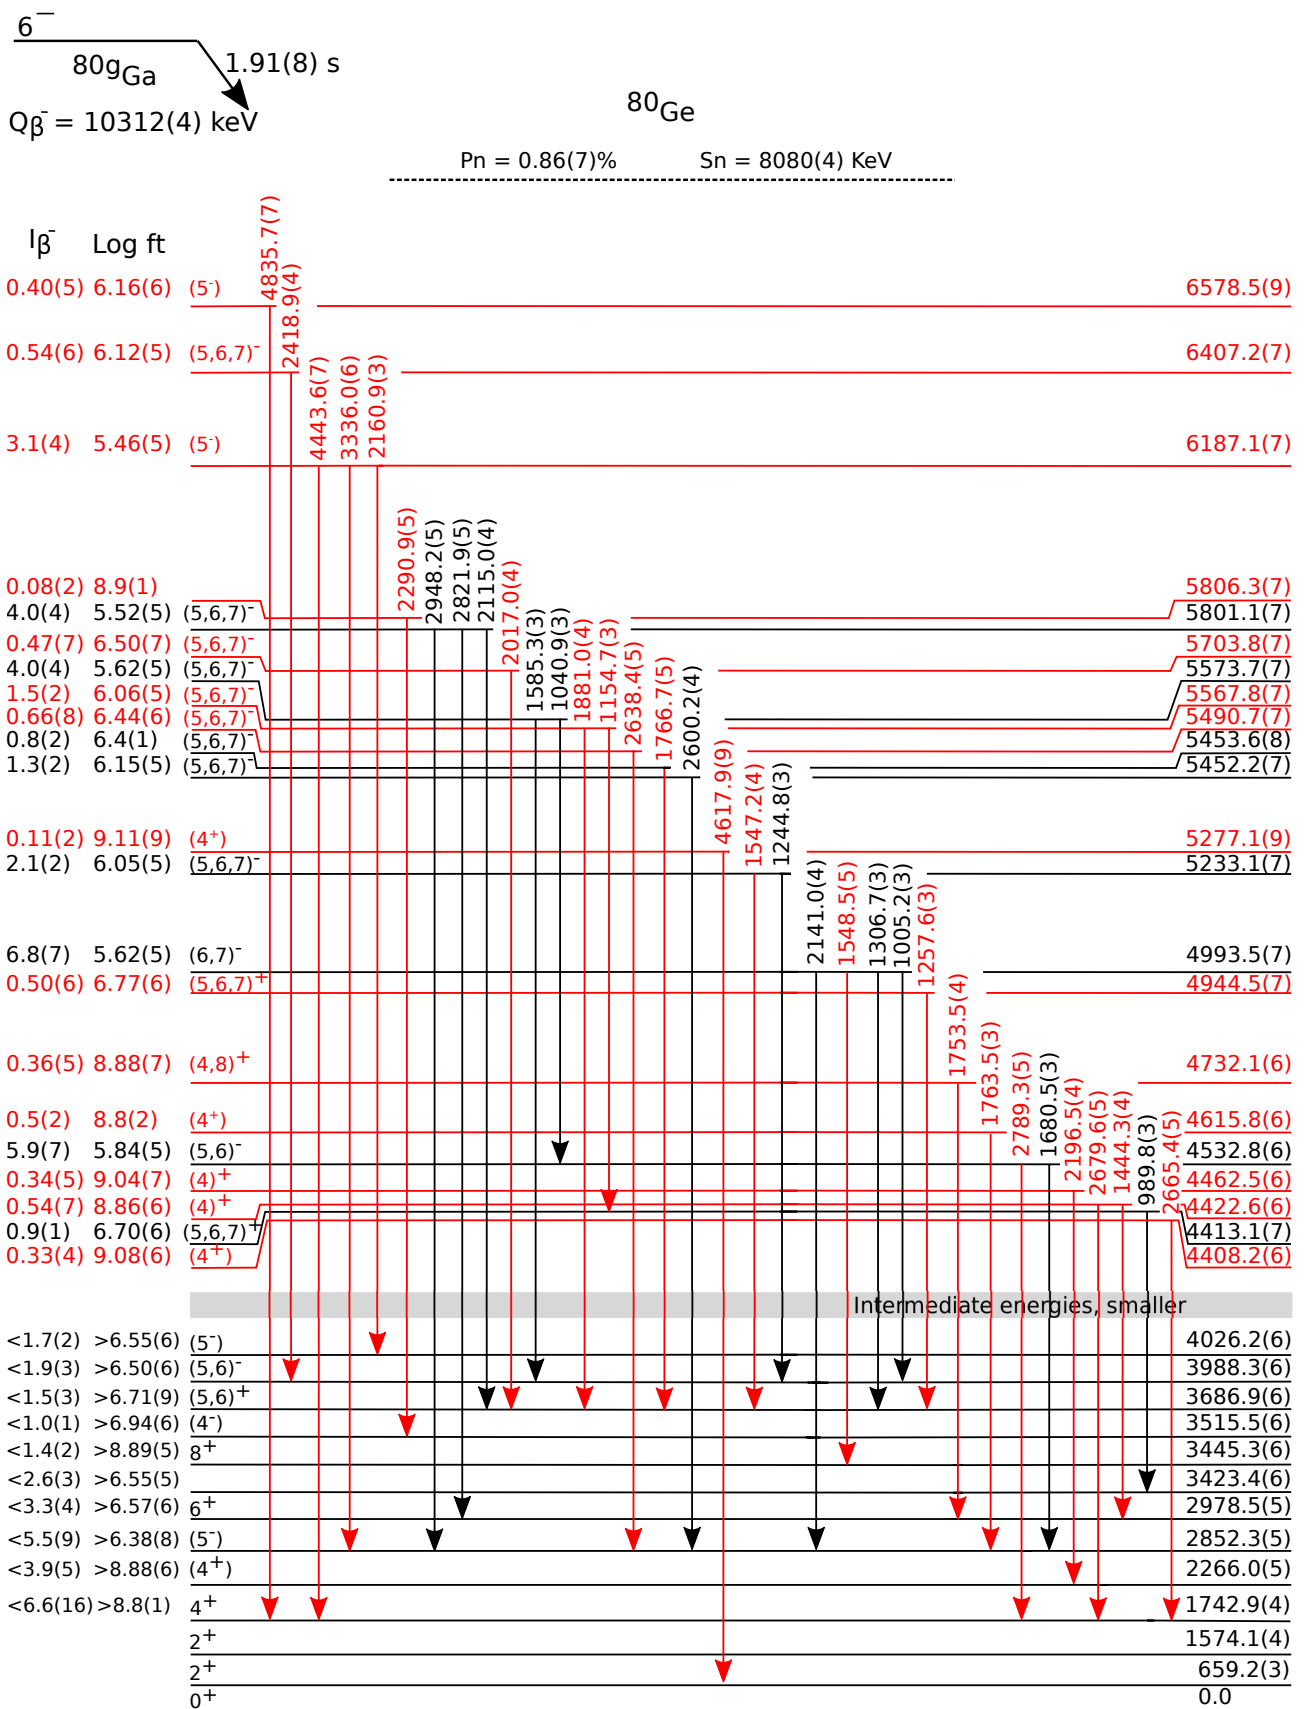 6⁻
80gGa
1.91(8) s
Qβ⁻ = 10312(4) keV
80Ge
Pn = 0.86(7)% Sn = 8080(4) KeV
Iβ⁻ Log ft
4835.7(7)
2418.9(4)
0.40(5) 6.16(6) (5⁻) 6578.5(9)
0.54(6) 6.12(5) (5,6,7)⁻ 6407.2(7)
4443.6(7)
3336.0(6)
2160.9(3)
3.1(4) 5.46(5) (5⁻) 6187.1(7)
2290.9(5)
2948.2(5)
2821.9(5)
2115.0(4)
2017.0(4)
1585.3(3)
1040.9(3)
1881.0(4)
1154.7(3)
2638.4(5)
1766.7(5)
2600.2(4)
0.08(2) 8.9(1) 5806.3(7)
4.0(4) 5.52(5) (5,6,7)⁻ 5801.1(7)
0.47(7) 6.50(7) (5,6,7)⁻ 5703.8(7)
4.0(4) 5.62(5) (5,6,7)⁻ 5573.7(7)
1.5(2) 6.06(5) (5,6,7)⁻ 5567.8(7)
0.66(8) 6.44(6) (5,6,7)⁻ 5490.7(7)
0.8(2) 6.4(1) (5,6,7)⁻ 5453.6(8)
1.3(2) 6.15(5) (5,6,7)⁻ 5452.2(7)
4617.9(9)
1547.2(4)
1244.8(3)
0.11(2) 9.11(9) (4⁺) 5277.1(9)
2.1(2) 6.05(5) (5,6,7)⁻ 5233.1(7)
2141.0(4)
1548.5(5)
1306.7(3)
1005.2(3)
1257.6(3)
6.8(7) 5.62(5) (6,7)⁻ 4993.5(7)
0.50(6) 6.77(6) (5,6,7)⁺ 4944.5(7)
1753.5(4)
1763.5(3)
2789.3(5)
1680.5(3)
2196.5(4)
2679.6(5)
1444.3(4)
989.8(3)
2665.4(5)
0.36(5) 8.88(7) (4,8)⁺ 4732.1(6)
0.5(2) 8.8(2) (4⁺) 4615.8(6)
5.9(7) 5.84(5) (5,6)⁻ 4532.8(6)
0.34(5) 9.04(7) (4)⁺ 4462.5(6)
0.54(7) 8.86(6) (4)⁺ 4422.6(6)
0.9(1) 6.70(6) (5,6,7)⁺ 4413.1(7)
0.33(4) 9.08(6) (4⁺) 4408.2(6)
Intermediate energies, smaller
<1.7(2) >6.55(6) (5⁻) 4026.2(6)
<1.9(3) >6.50(6) (5,6)⁻ 3988.3(6)
<1.5(3) >6.71(9) (5,6)⁺ 3686.9(6)
<1.0(1) >6.94(6) (4⁻) 3515.5(6)
<1.4(2) >8.89(5) 8⁺ 3445.3(6)
<2.6(3) >6.55(5) 3423.4(6)
<3.3(4) >6.57(6) 6⁺ 2978.5(5)
<5.5(9) >6.38(8) (5⁻) 2852.3(5)
<3.9(5) >8.88(6) (4⁺) 2266.0(5)
<6.6(16) >8.8(1) 4⁺ 1742.9(4)
2⁺ 1574.1(4)
2⁺ 659.2(3)
0⁺ 0.0